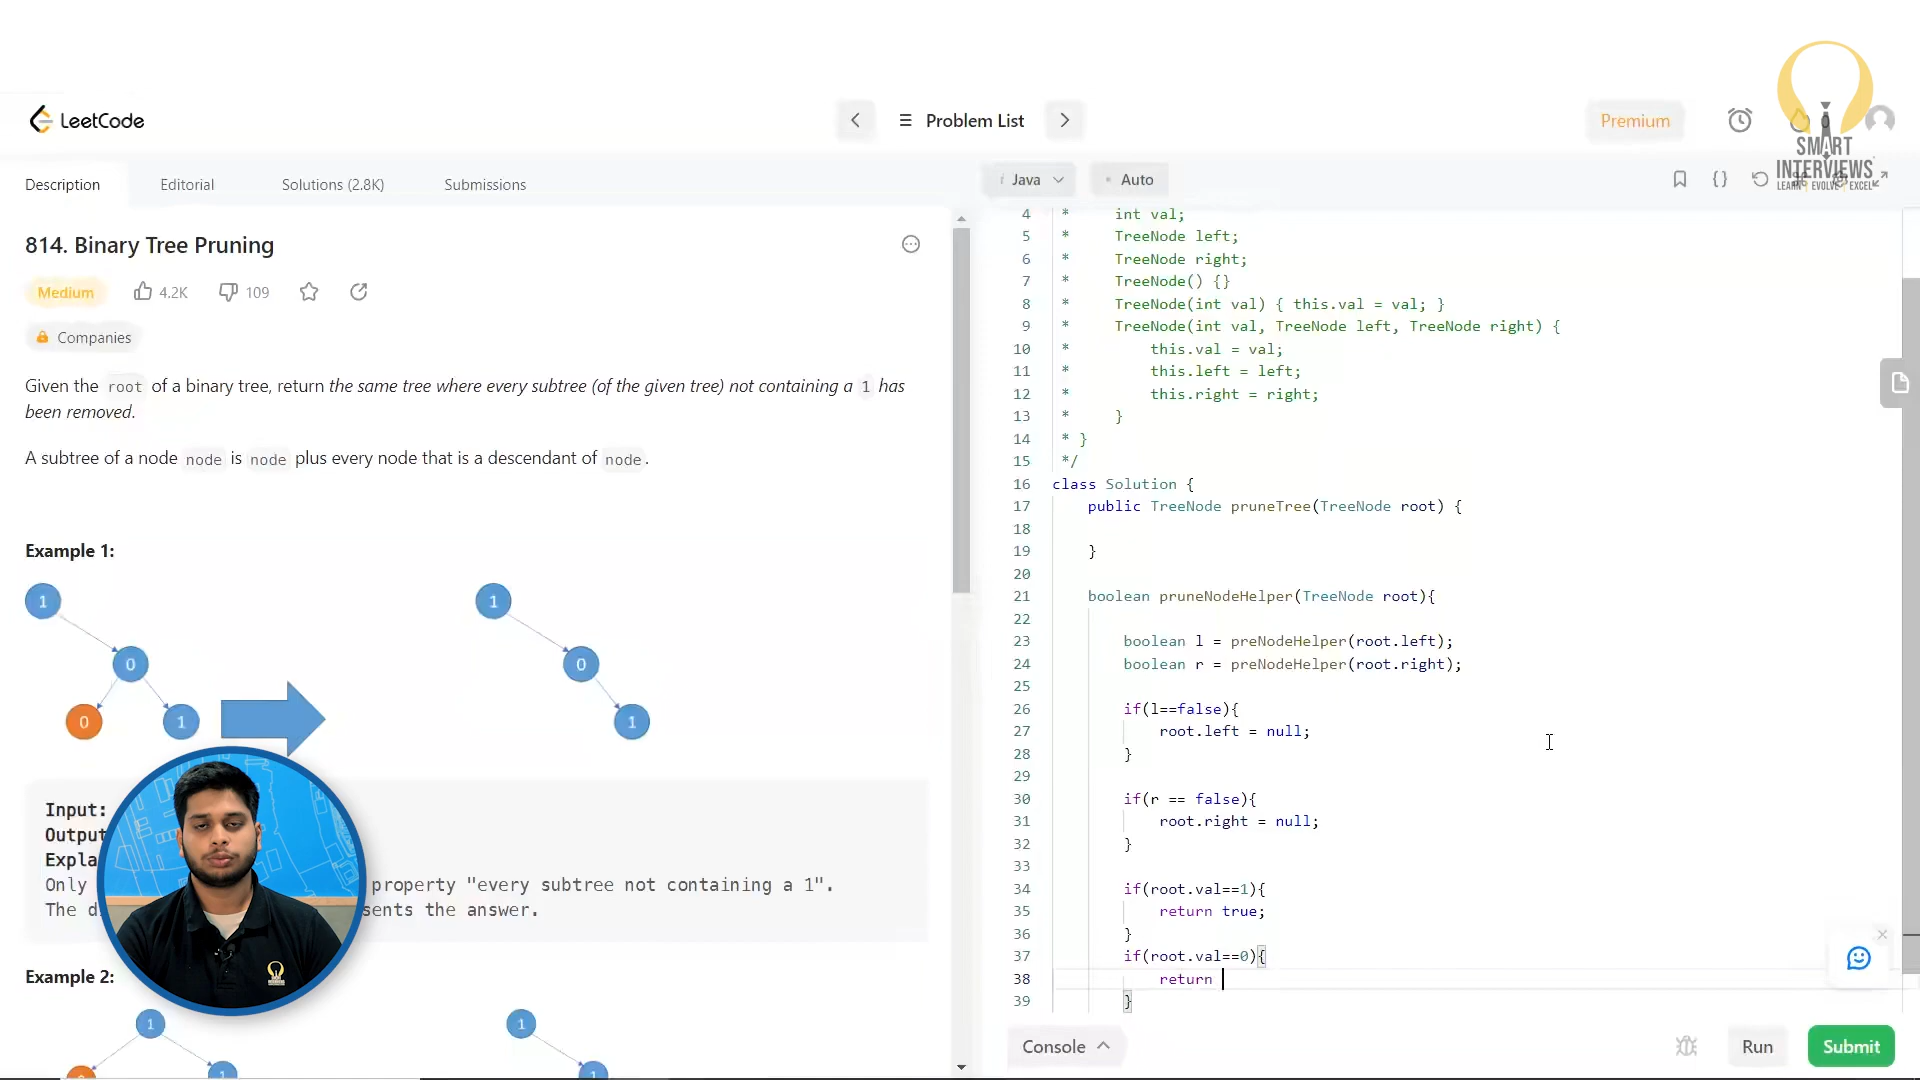 LeetCode
Problem List
Premium
SMART
INTERVIEWS
LEARN EVOLVE EXCEL
Description
Editorial
Solutions (2.8K)
Submissions
Java
Auto
814. Binary Tree Pruning
Medium
4.2K
109
Companies
Given the root of a binary tree, return the same tree where every subtree (of the given tree) not containing a 1 has
been removed.
A subtree of a node node is node plus every node that is a descendant of node.
Example 1:
1
0
0
1
1
0
1
Input:
Output
Expla
Only
property "every subtree not containing a 1".
The d
sents the answer.
Example 2:
1
1
1
1
4 * int val;
5 * TreeNode left;
6 * TreeNode right;
7 * TreeNode() {}
8 * TreeNode(int val) { this.val = val; }
9 * TreeNode(int val, TreeNode left, TreeNode right) {
10 * this.val = val;
11 * this.left = left;
12 * this.right = right;
13 * }
14 * }
15 */
16 class Solution {
17 public TreeNode pruneTree(TreeNode root) {
18
19 }
20
21 boolean pruneNodeHelper(TreeNode root){
22
23 boolean l = preNodeHelper(root.left);
24 boolean r = preNodeHelper(root.right);
25
26 if(l==false){
27 root.left = null;
28 }
29
30 if(r == false){
31 root.right = null;
32 }
33
34 if(root.val==1){
35 return true;
36 }
37 if(root.val==0){
38 return
39 }
Console
Run
Submit